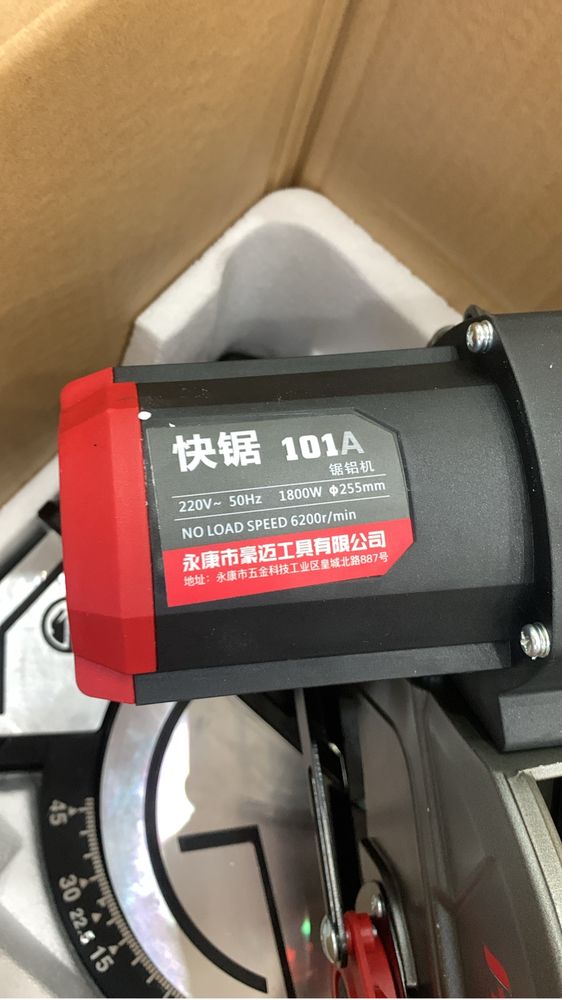 快锯 101A
锯铝机
220V~ 50Hz 1800W Φ255mm
NO LOAD SPEED 6200r/min
永康市豪迈工具有限公司
地址：永康市五金科技工业区皇城北路887号
45
30
22.5
15